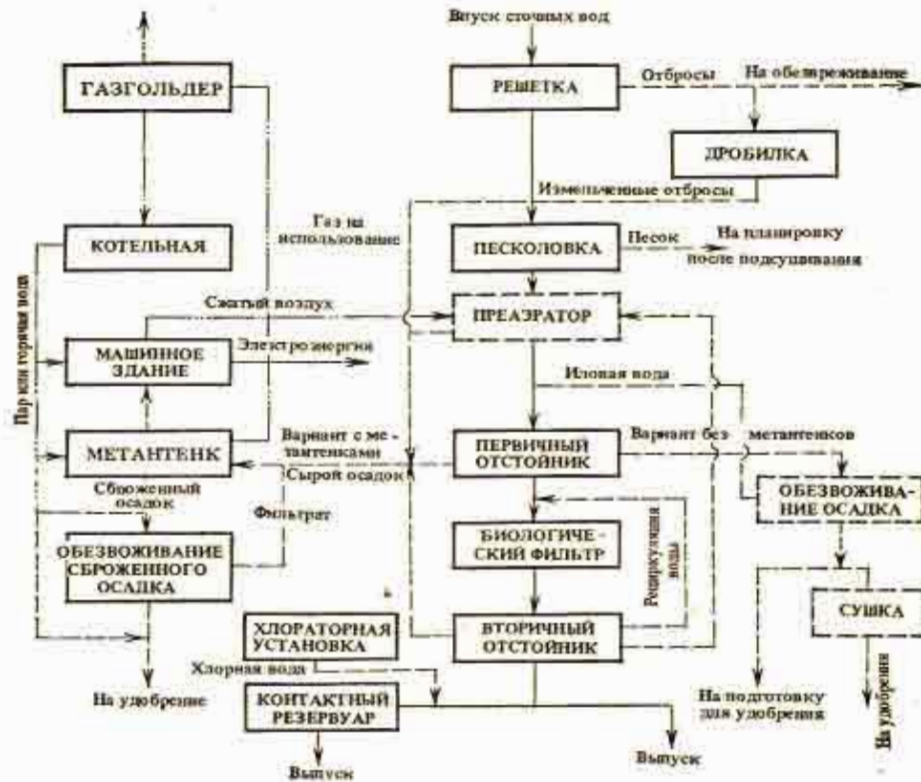 Впуск сточных вод
ГАЗГОЛЬДЕР
РЕШЕТКА
Отбросы
На обезвреживание
ДРОБИЛКА
Измельченные отбросы
Газ на
использование
КОТЕЛЬНАЯ
ПЕСКОЛОВКА
Песок
На планировку
после подсушивания
Пар или горячая вода
Сжатый воздух
ПРЕАЭРАТОР
МАШИННОЕ
ЗДАНИЕ
Электроэнергия
Иловая вода
МЕТАНТЕНК
Вариант с ме-
тантенками
Сырой осадок
ПЕРВИЧНЫЙ
ОТСТОЙНИК
Вариант без метантенков
ОБЕЗВОЖИВА-
НИЕ ОСАДКА
Сброженный
осадок
Фильтрат
ОБЕЗВОЖИВАНИЕ
СБРОЖЕННОГО
ОСАДКА
БИОЛОГИЧЕ-
СКИЙ ФИЛЬТР
Рециркуляция
воды
СУШКА
ХЛОРАТОРНАЯ
УСТАНОВКА
ВТОРИЧНЫЙ
ОТСТОЙНИК
Хлорная вода
На удобрение
КОНТАКТНЫЙ
РЕЗЕРВУАР
На подготовку
для удобрения
На удобрение
Выпуск
Выпуск